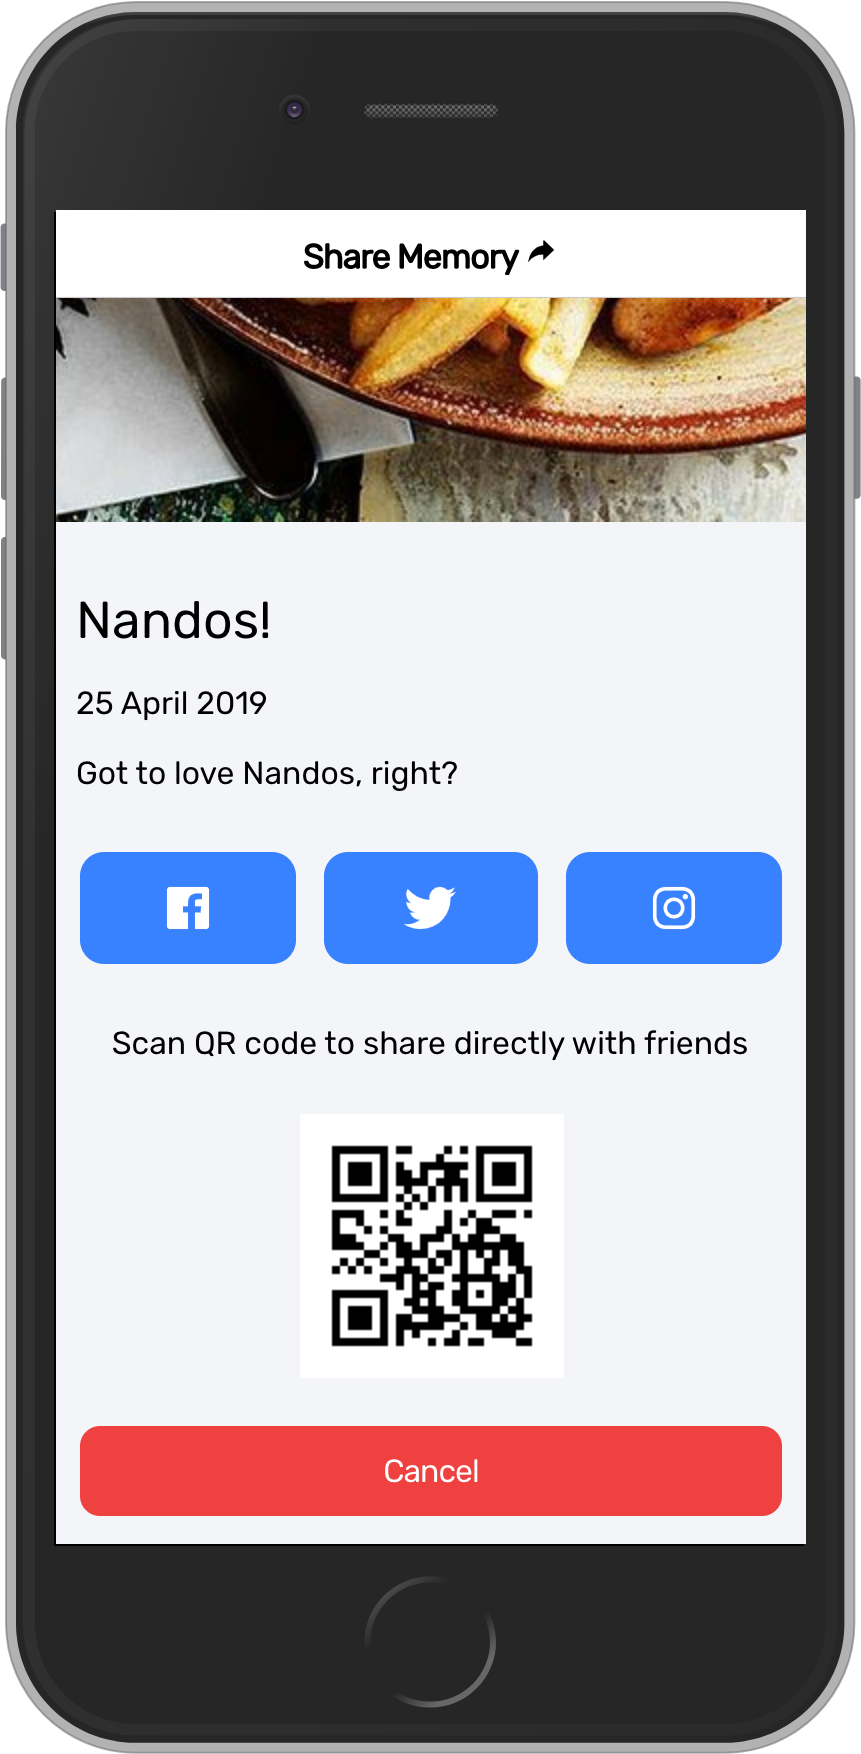 Share Memory
Nandos!
25 April 2019
Got to love Nandos, right?
Scan QR code to share directly with friends
Cancel